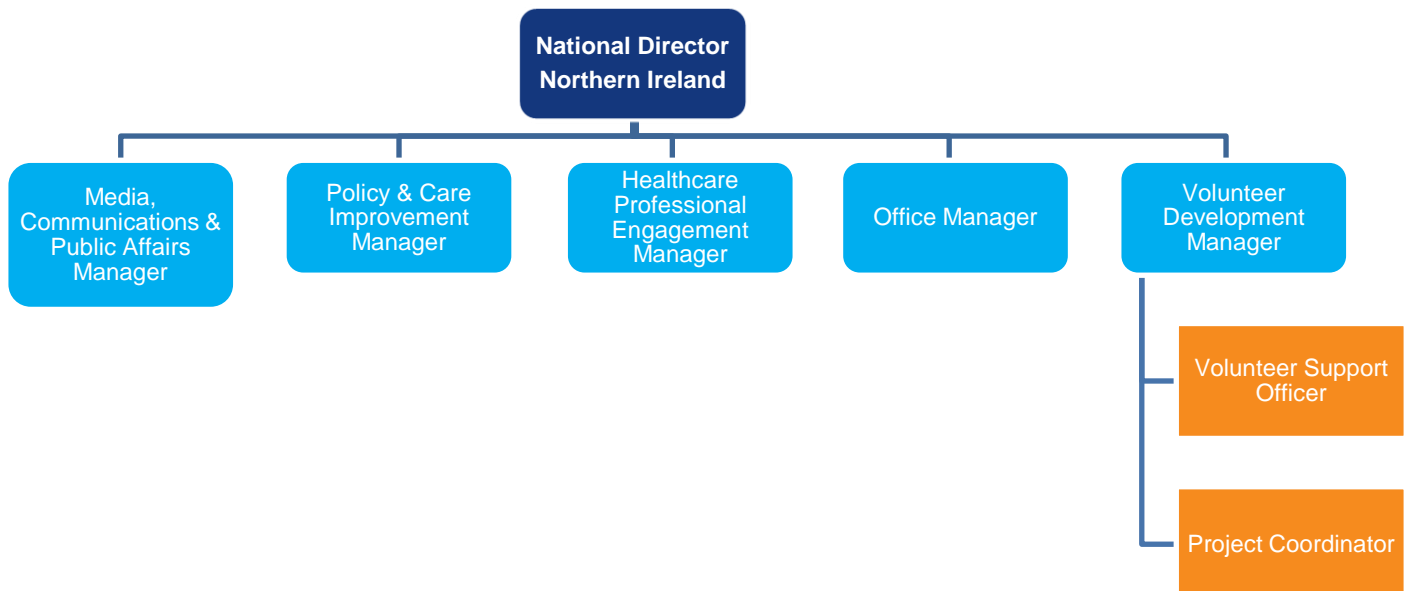 National Director
Northern Ireland
Media,
Communications &
Public Affairs
Manager
Policy & Care
Improvement
Manager
Healthcare
Professional
Engagement
Manager
Office Manager
Volunteer
Development
Manager
Volunteer Support
Officer
Project Coordinator